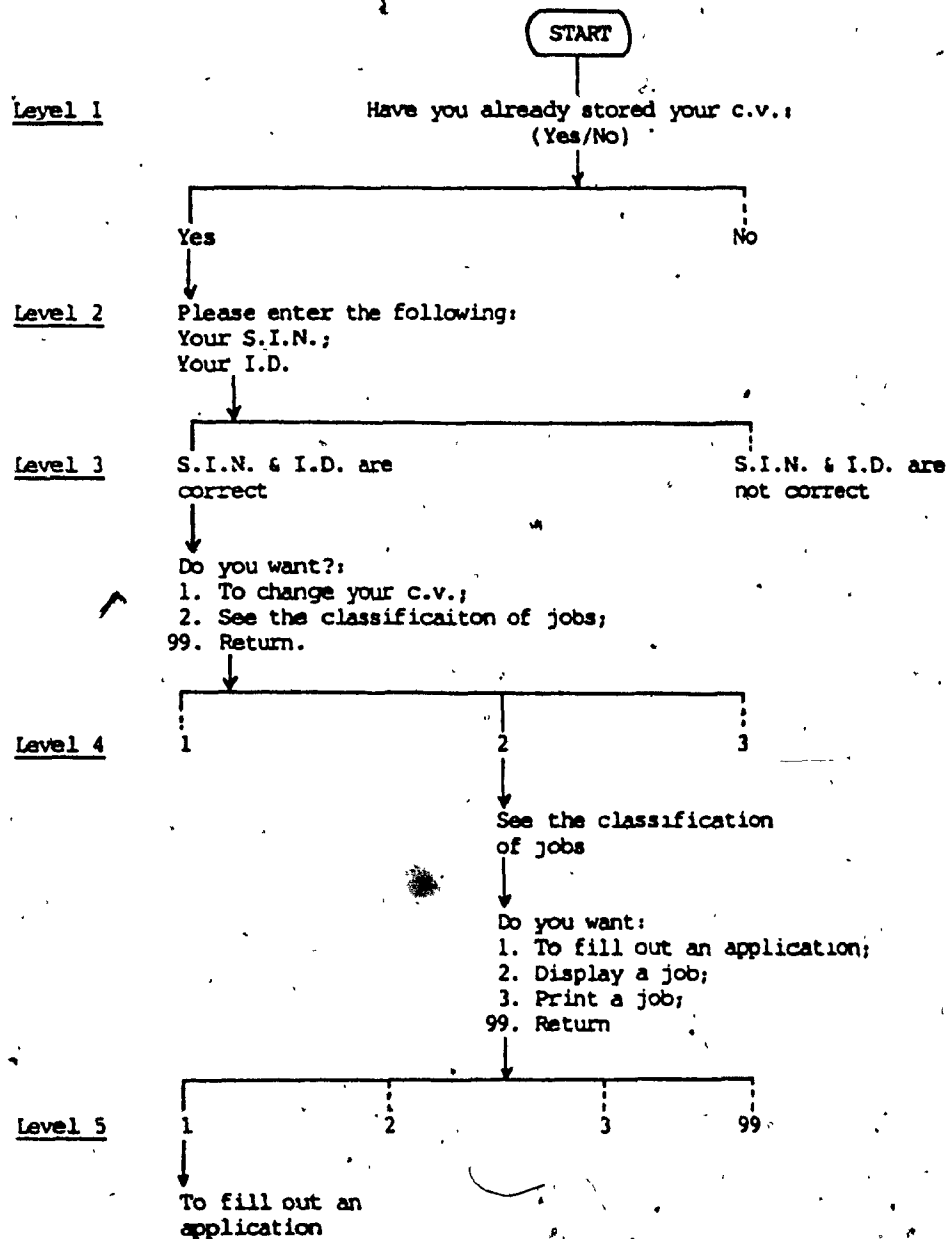 START
Level I
Have you already stored your c.v.:
(Yes/No)
Yes
No
Level 2
Please enter the following:
Your S.I.N.;
Your I.D.
Level 3
S.I.N. & I.D. are
correct
S.I.N. & I.D. are
not correct
Do you want?:
1. To change your c.v.;
2. See the classificaiton of jobs;
99. Return.
Level 4
1
2
3
See the classification
of jobs
Do you want:
1. To fill out an application;
2. Display a job;
3. Print a job;
99. Return
Level 5
1
2
3
99
To fill out an
application